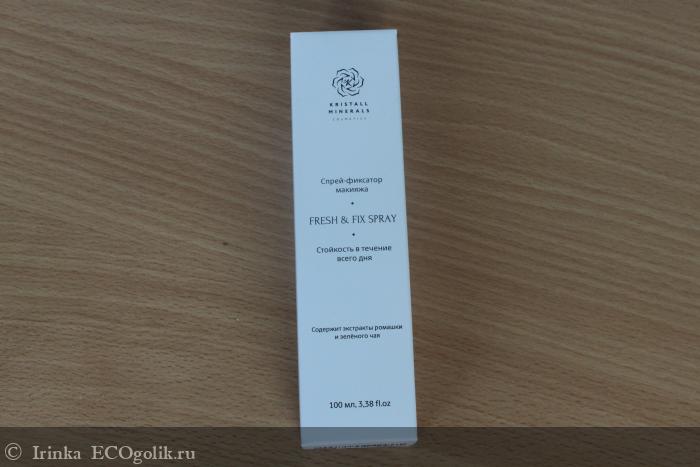 KRISTALL
MINERALS
COSMETICS
Спрей-фиксатор
макияжа
FRESH & FIX SPRAY
Стойкость в течение
всего дня
Содержит экстракты ромашки
и зелёного чая
100 мл, 3,38 fl.oz
© Irinka ECOgolik.ru